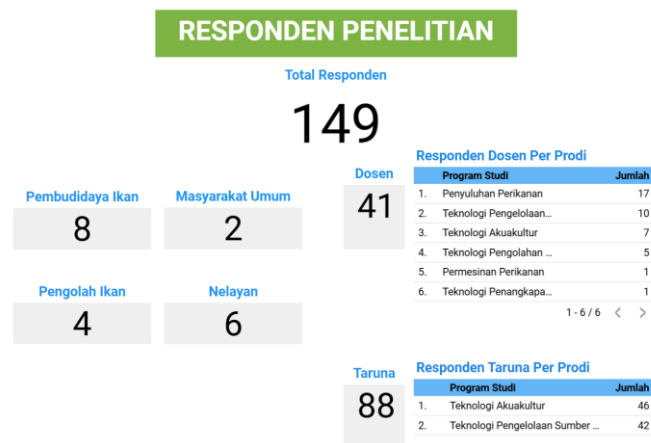 RESPONDEN PENELITIAN
Total Responden
149
Pembudidaya Ikan
8
Masyarakat Umum
2
Pengolah Ikan
4
Nelayan
6
Dosen
41
Responden Dosen Per Prodi
Program Studi Jumlah
1. Penyuluhan Perikanan 17
2. Teknologi Pengelolaan... 10
3. Teknologi Akuakultur 7
4. Teknologi Pengolahan ... 5
5. Permesinan Perikanan 1
6. Teknologi Penangkapa... 1
1 - 6 / 6 < >
Taruna
88
Responden Taruna Per Prodi
Program Studi Jumlah
1. Teknologi Akuakultur 46
2. Teknologi Pengelolaan Sumber ... 42